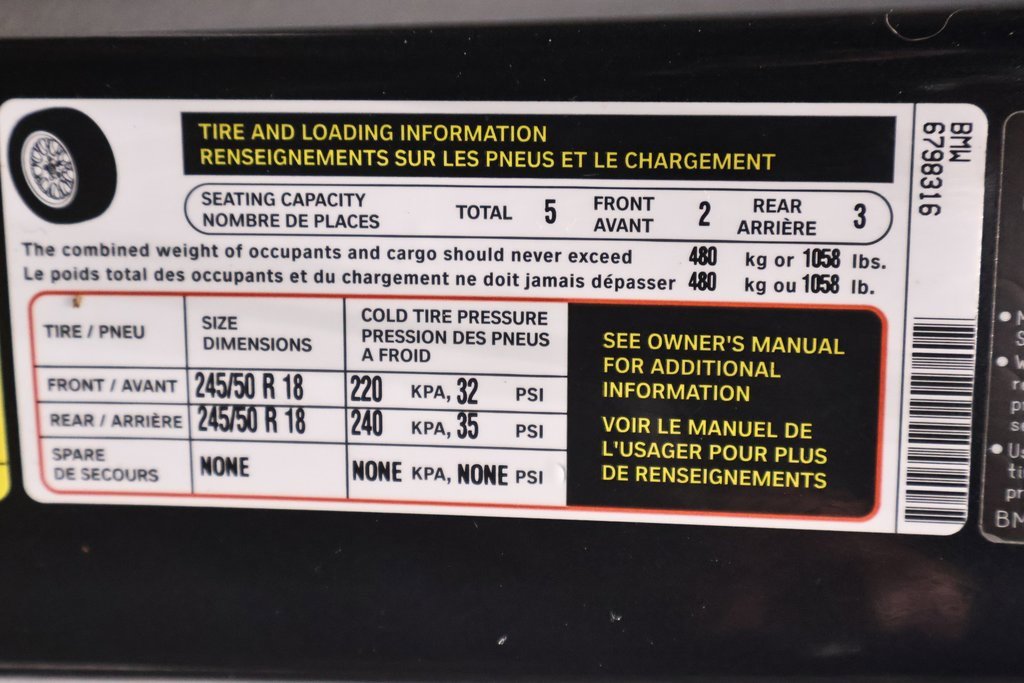 TIRE AND LOADING INFORMATION
RENSEIGNEMENTS SUR LES PNEUS ET LE CHARGEMENT
SEATING CAPACITY
NOMBRE DE PLACES
TOTAL 5
FRONT
AVANT
2
REAR
ARRIÈRE
3
The combined weight of occupants and cargo should never exceed 480 kg or 1058 lbs.
Le poids total des occupants et du chargement ne doit jamais dépasser 480 kg ou 1058 lb.
TIRE / PNEU
SIZE
DIMENSIONS
COLD TIRE PRESSURE
PRESSION DES PNEUS
A FROID
FRONT / AVANT 245/50 R 18 220 KPA, 32 PSI
REAR / ARRIÈRE 245/50 R 18 240 KPA, 35 PSI
SPARE
DE SECOURS
NONE NONE KPA, NONE PSI
SEE OWNER'S MANUAL
FOR ADDITIONAL
INFORMATION
VOIR LE MANUEL DE
L'USAGER POUR PLUS
DE RENSEIGNEMENTS
BMW
6798316